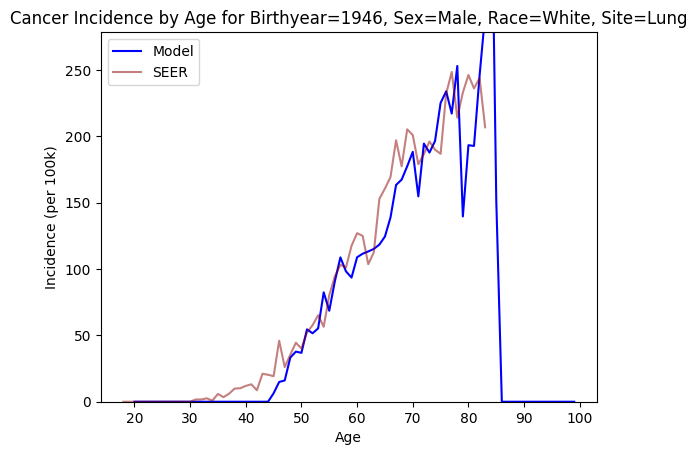 Cancer Incidence by Age for Birthyear=1946, Sex=Male, Race=White, Site=Lung
Model
SEER
Incidence (per 100k)
250
200
150
100
50
0
20 30 40 50 60 70 80 90 100
Age